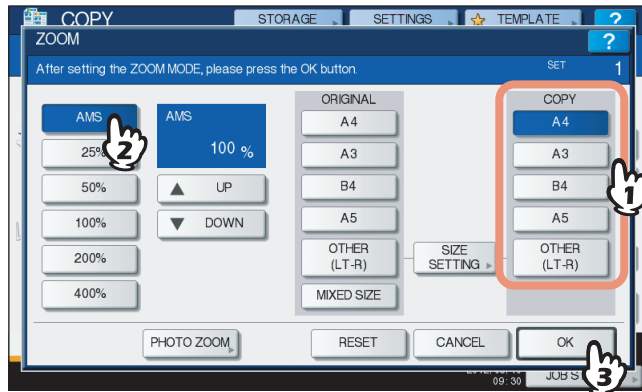 COPY
STORAGE
SETTINGS
TEMPLATE
?
ZOOM
?
After setting the ZOOM MODE, please press the OK button.
SET 1
AMS
25%
50%
100%
200%
400%
AMS
100 %
UP
DOWN
ORIGINAL
A4
A3
B4
A5
OTHER
(LT-R)
MIXED SIZE
SIZE
SETTING
COPY
A4
A3
B4
A5
OTHER
(LT-R)
1
2
3
PHOTO ZOOM
RESET
CANCEL
OK
09:30
JOB S